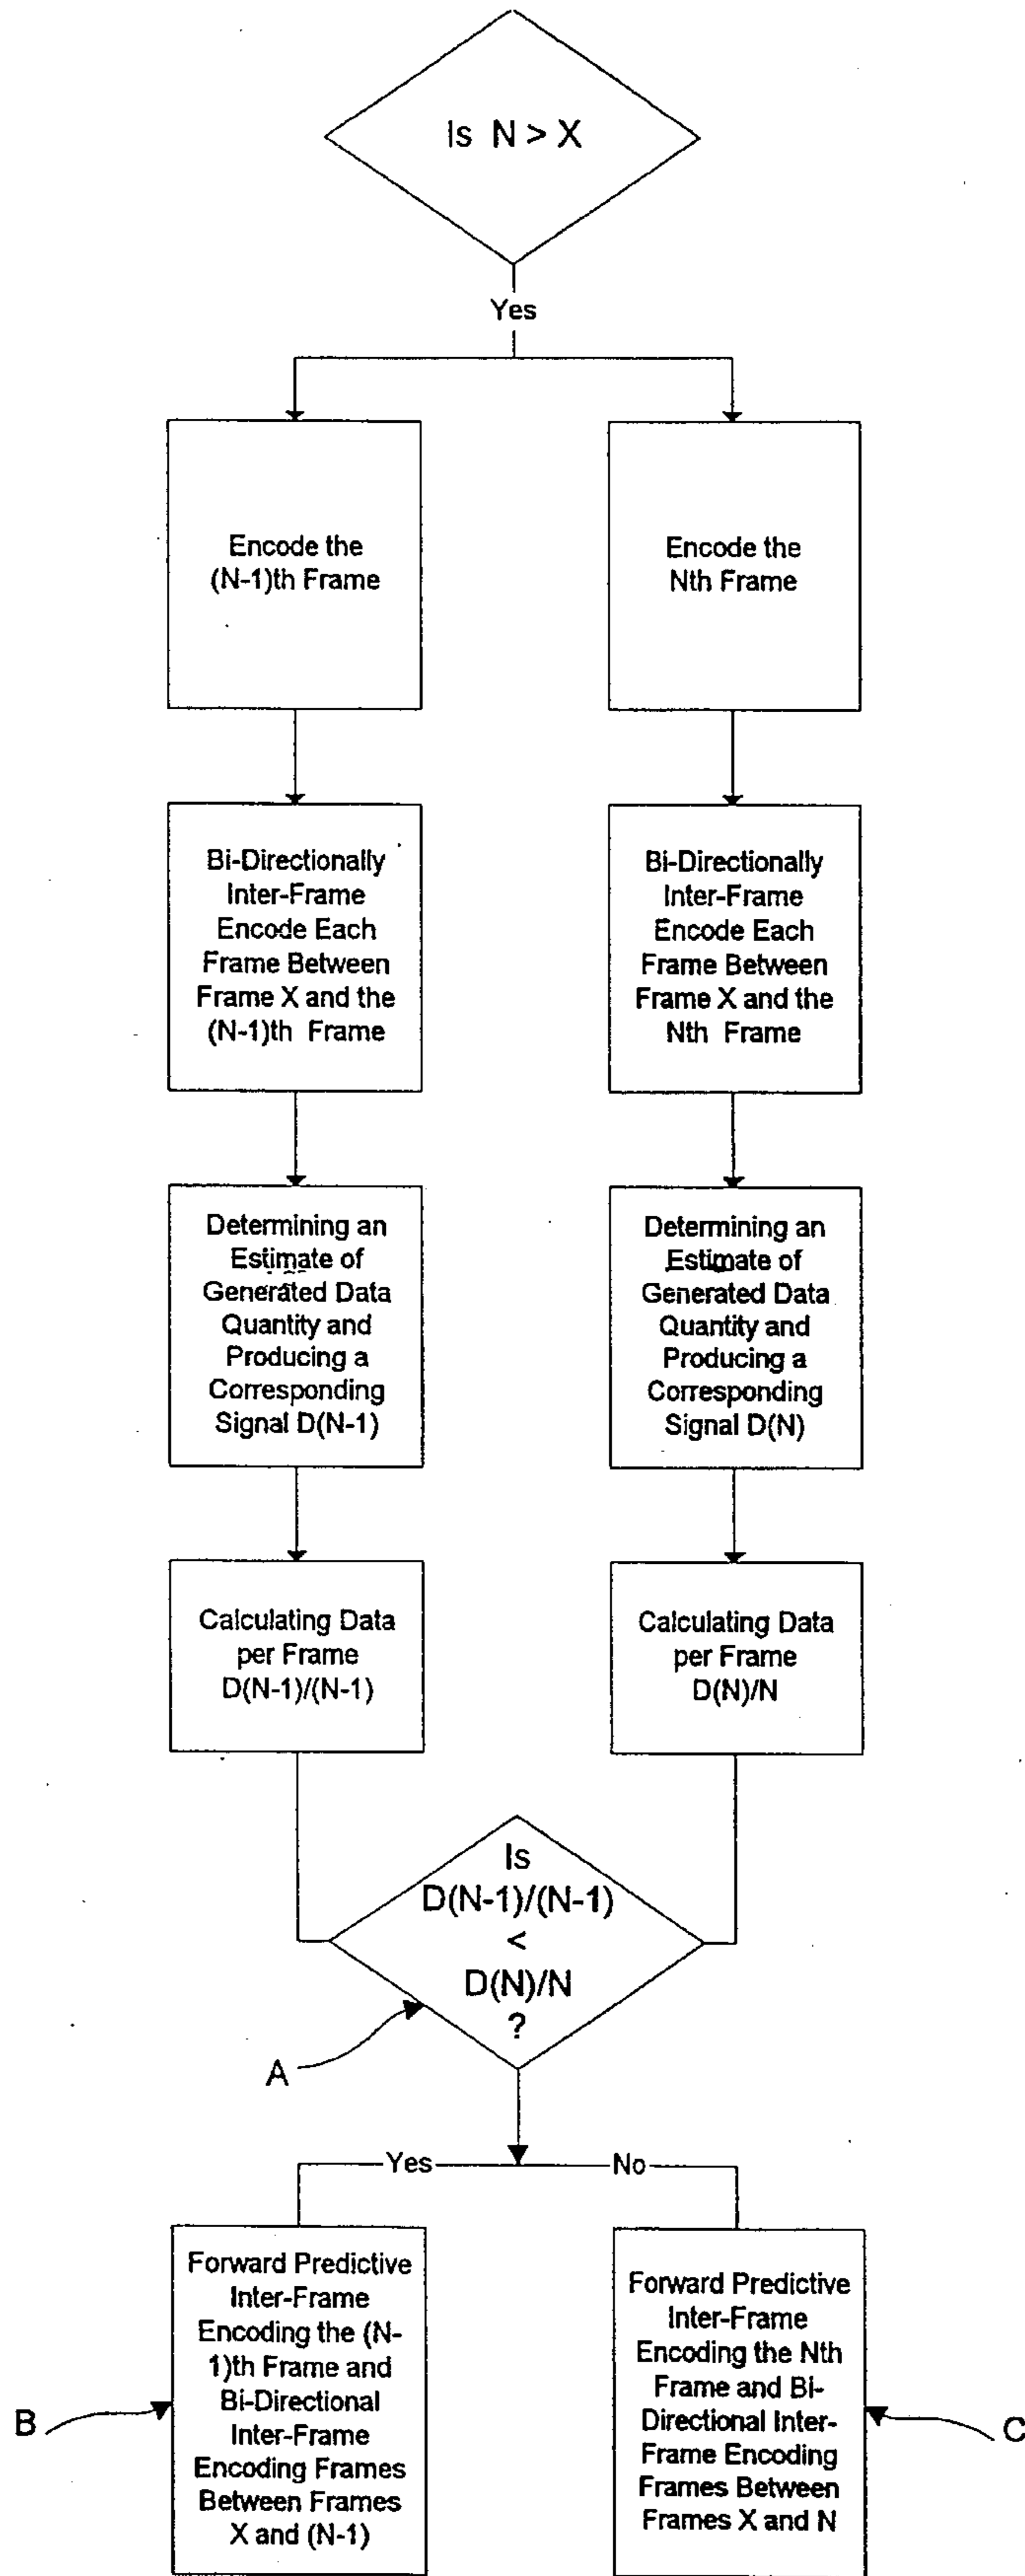 Is N > X
Yes
Encode the
(N-1)th Frame
Encode the
Nth Frame
Bi-Directionally
Inter-Frame
Encode Each
Frame Between
Frame X and the
(N-1)th Frame
Bi-Directionally
Inter-Frame
Encode Each
Frame Between
Frame X and the
Nth Frame
Determining an
Estimate of
Generated Data
Quantity and
Producing a
Corresponding
Signal D(N-1)
Determining an
Estimate of
Generated Data
Quantity and
Producing a
Corresponding
Signal D(N)
Calculating Data
per Frame
D(N-1)/(N-1)
Calculating Data
per Frame
D(N)/N
Is
D(N-1)/(N-1)
<
D(N)/N
?
A
Yes
No
Forward Predictive
Inter-Frame
Encoding the (N-
1)th Frame and
Bi-Directional
Inter-Frame
Encoding Frames
Between Frames
X and (N-1)
B
Forward Predictive
Inter-Frame
Encoding the Nth
Frame and Bi-
Directional Inter-
Frame Encoding
Frames Between
Frames X and N
C